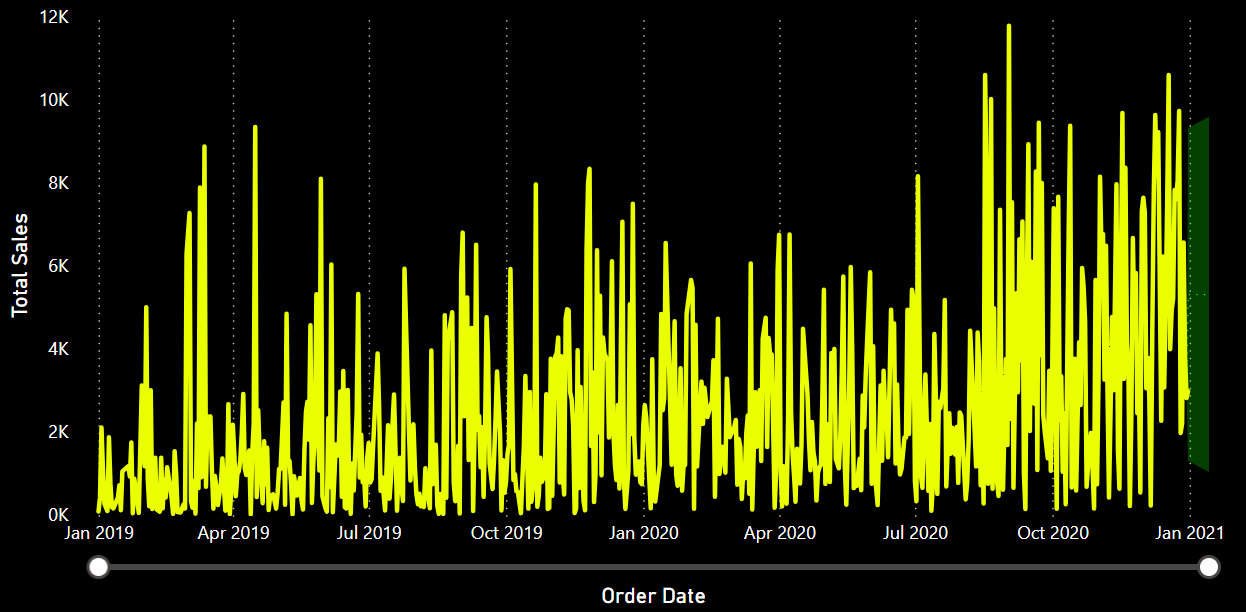 12K
10K
8K
6K
4K
2K
0K
Total Sales
Jan 2019 Apr 2019 Jul 2019 Oct 2019 Jan 2020 Apr 2020 Jul 2020 Oct 2020 Jan 2021
Order Date